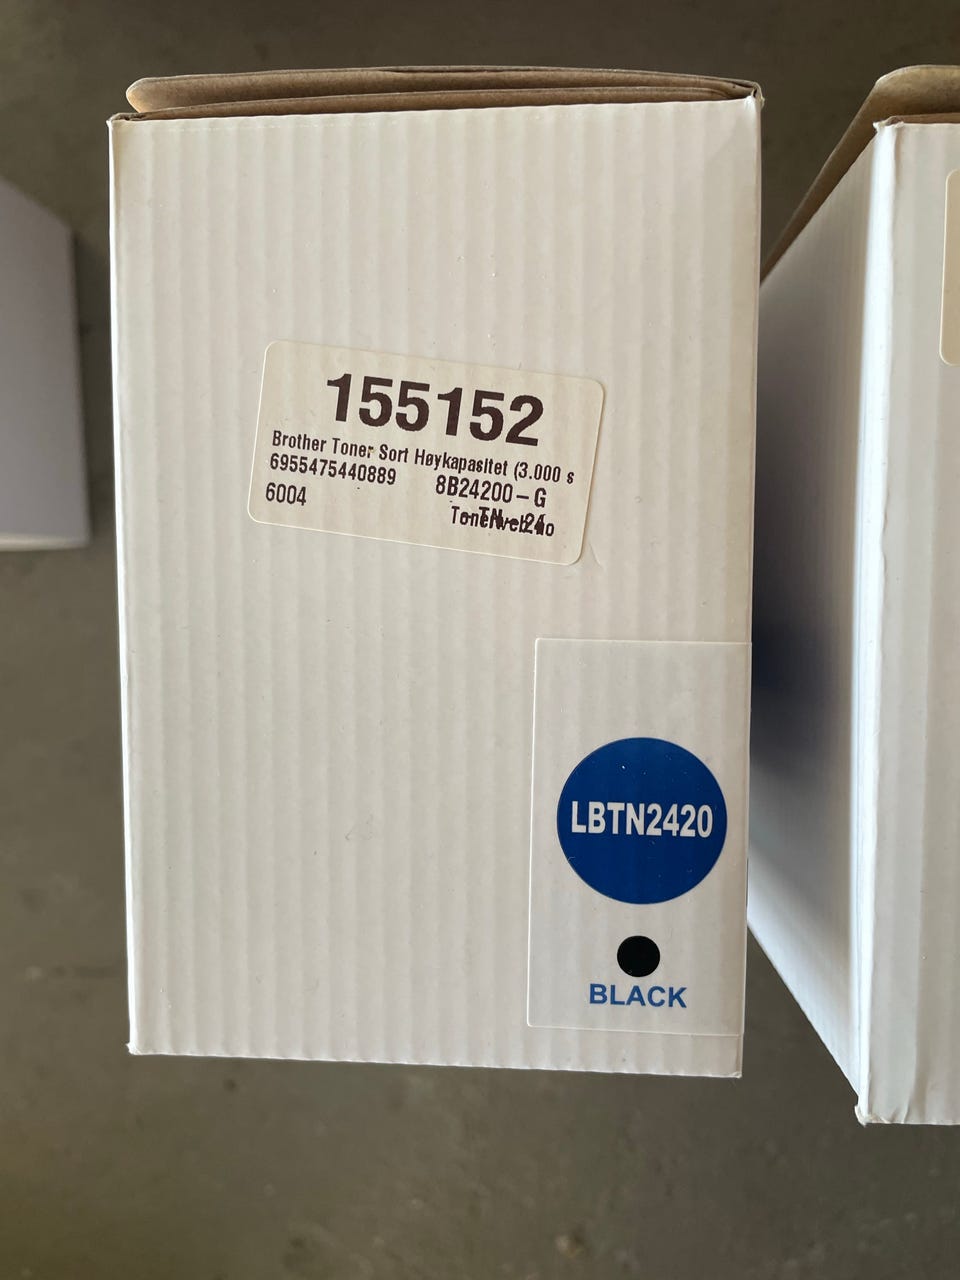 155152
Brother Toner Sort Høykapasitet (3.000 s
6955475440889 8B24200-G
6004
LBTN2420
BLACK